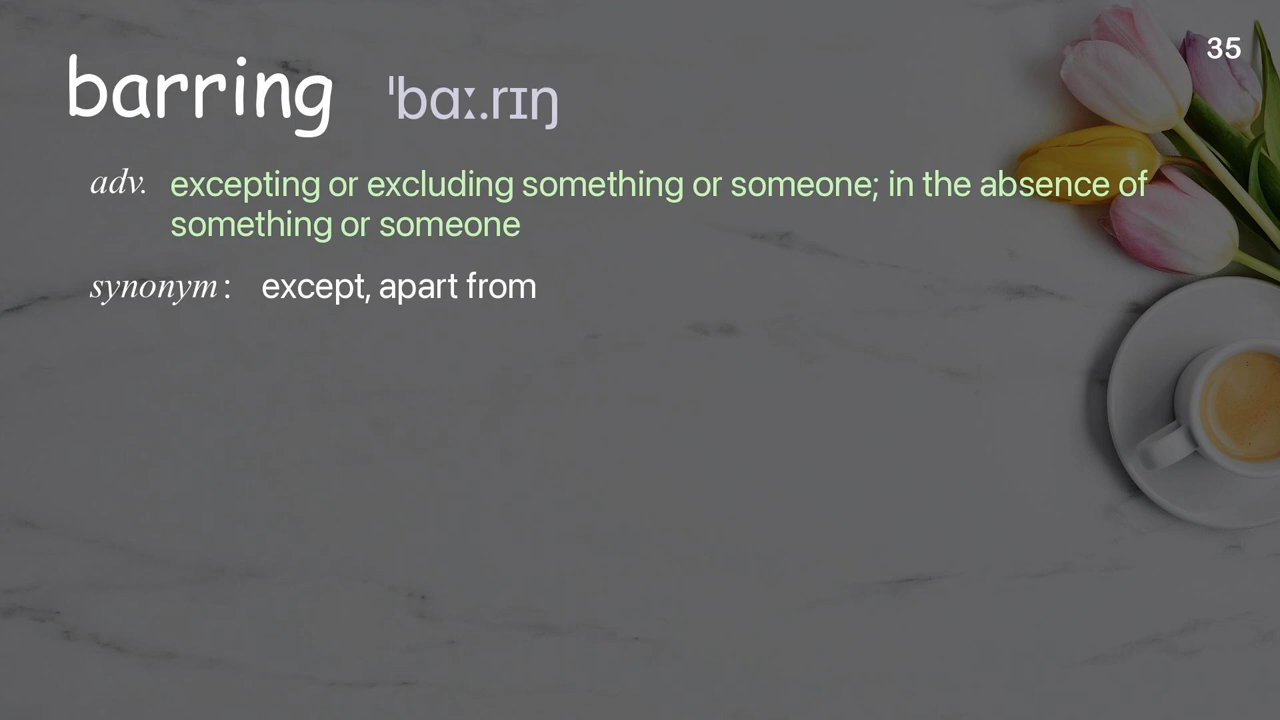 35
barring ˈbɑː.rɪŋ
adv. excepting or excluding something or someone; in the absence of
something or someone
synonym : except, apart from